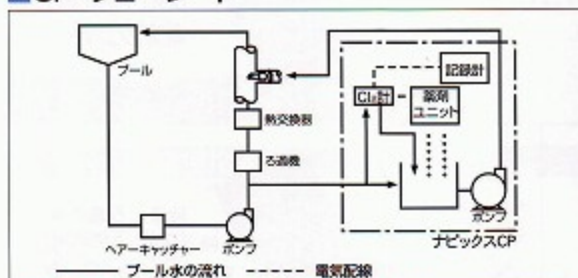 プール
記録計
Cl₂計
薬剤
ユニット
熱交換器
ろ過機
ヘアーキャッチャー
ポンプ
ポンプ
ナビックスCP
プール水の流れ
電気配線